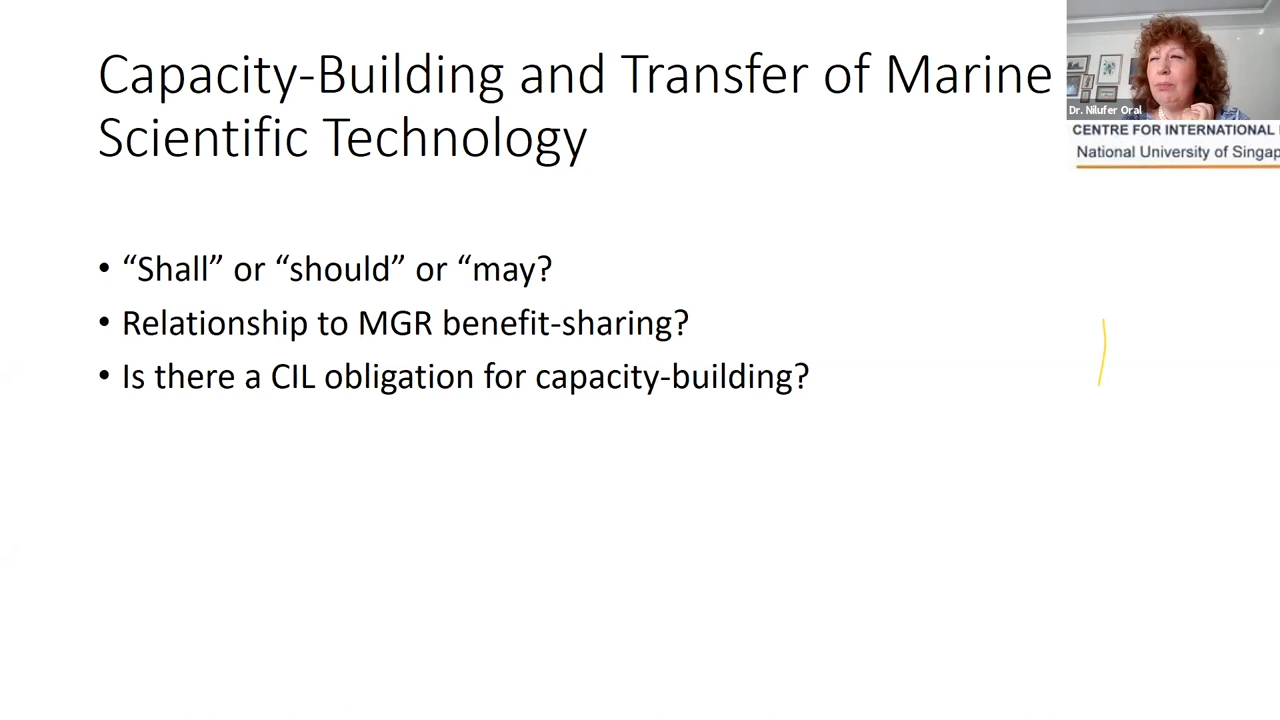 Capacity-Building and Transfer of Marine
Scientific Technology
• “Shall” or “should” or “may?
• Relationship to MGR benefit-sharing?
• Is there a CIL obligation for capacity-building?
Dr. Nilufer Oral
CENTRE FOR INTERNATIONAL
National University of Singap